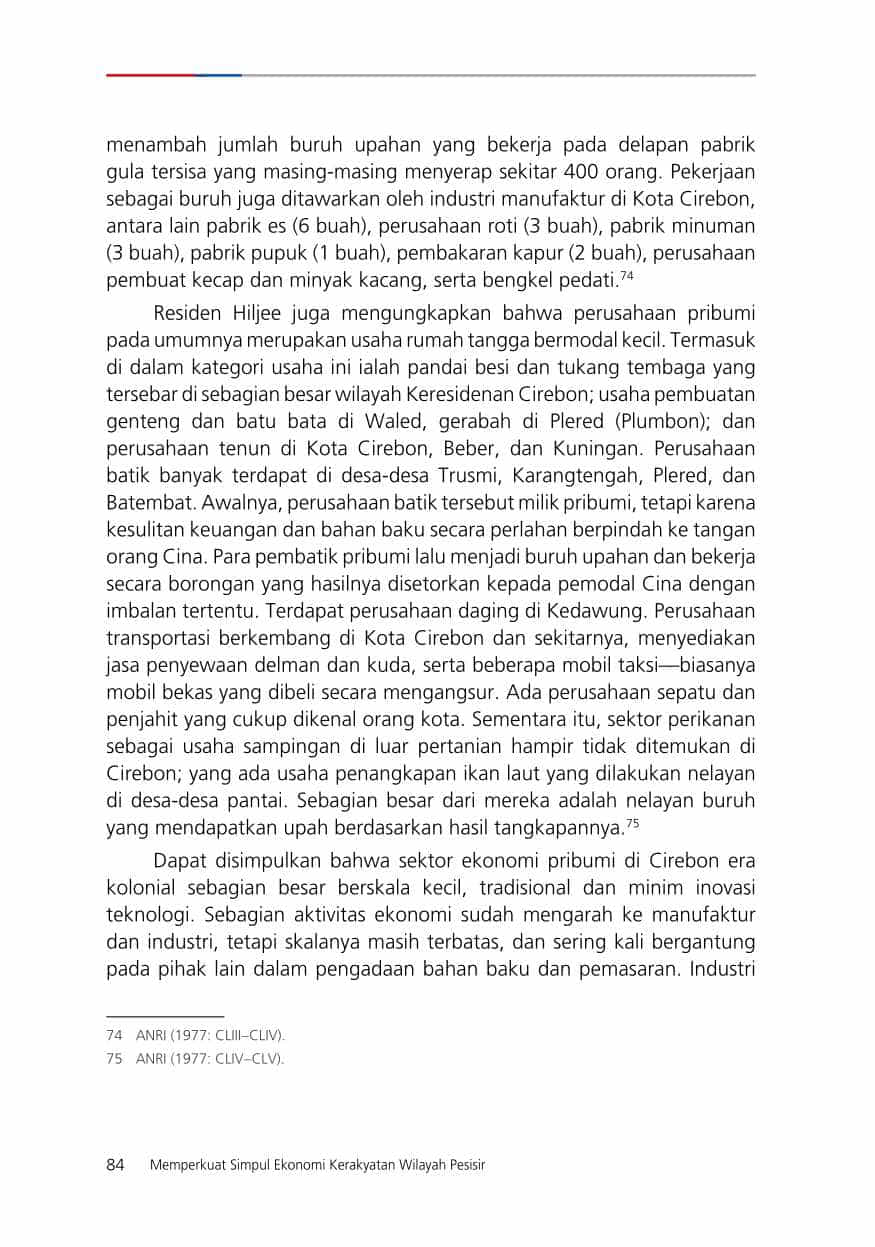 menambah jumlah buruh upahan yang bekerja pada delapan pabrik
gula tersisa yang masing-masing menyerap sekitar 400 orang. Pekerjaan
sebagai buruh juga ditawarkan oleh industri manufaktur di Kota Cirebon,
antara lain pabrik es (6 buah), perusahaan roti (3 buah), pabrik minuman
(3 buah), pabrik pupuk (1 buah), pembakaran kapur (2 buah), perusahaan
pembuat kecap dan minyak kacang, serta bengkel pedati.74
Residen Hiljee juga mengungkapkan bahwa perusahaan pribumi
pada umumnya merupakan usaha rumah tangga bermodal kecil. Termasuk
di dalam kategori usaha ini ialah pandai besi dan tukang tembaga yang
tersebar di sebagian besar wilayah Keresidenan Cirebon; usaha pembuatan
genteng dan batu bata di Waled, gerabah di Plered (Plumbon); dan
perusahaan tenun di Kota Cirebon, Beber, dan Kuningan. Perusahaan
batik banyak terdapat di desa-desa Trusmi, Karangtengah, Plered, dan
Batembat. Awalnya, perusahaan batik tersebut milik pribumi, tetapi karena
kesulitan keuangan dan bahan baku secara perlahan berpindah ke tangan
orang Cina. Para pembatik pribumi lalu menjadi buruh upahan dan bekerja
secara borongan yang hasilnya disetorkan kepada pemodal Cina dengan
imbalan tertentu. Terdapat perusahaan daging di Kedawung. Perusahaan
transportasi berkembang di Kota Cirebon dan sekitarnya, menyediakan
jasa penyewaan delman dan kuda, serta beberapa mobil taksi—biasanya
mobil bekas yang dibeli secara mengangsur. Ada perusahaan sepatu dan
penjahit yang cukup dikenal orang kota. Sementara itu, sektor perikanan
sebagai usaha sampingan di luar pertanian hampir tidak ditemukan di
Cirebon; yang ada usaha penangkapan ikan laut yang dilakukan nelayan
di desa-desa pantai. Sebagian besar dari mereka adalah nelayan buruh
yang mendapatkan upah berdasarkan hasil tangkapannya.75
Dapat disimpulkan bahwa sektor ekonomi pribumi di Cirebon era
kolonial sebagian besar berskala kecil, tradisional dan minim inovasi
teknologi. Sebagian aktivitas ekonomi sudah mengarah ke manufaktur
dan industri, tetapi skalanya masih terbatas, dan sering kali bergantung
pada pihak lain dalam pengadaan bahan baku dan pemasaran. Industri
74 ANRI (1977: CLIII–CLIV).
75 ANRI (1977: CLIV–CLV).
84 Memperkuat Simpul Ekonomi Kerakyatan Wilayah Pesisir